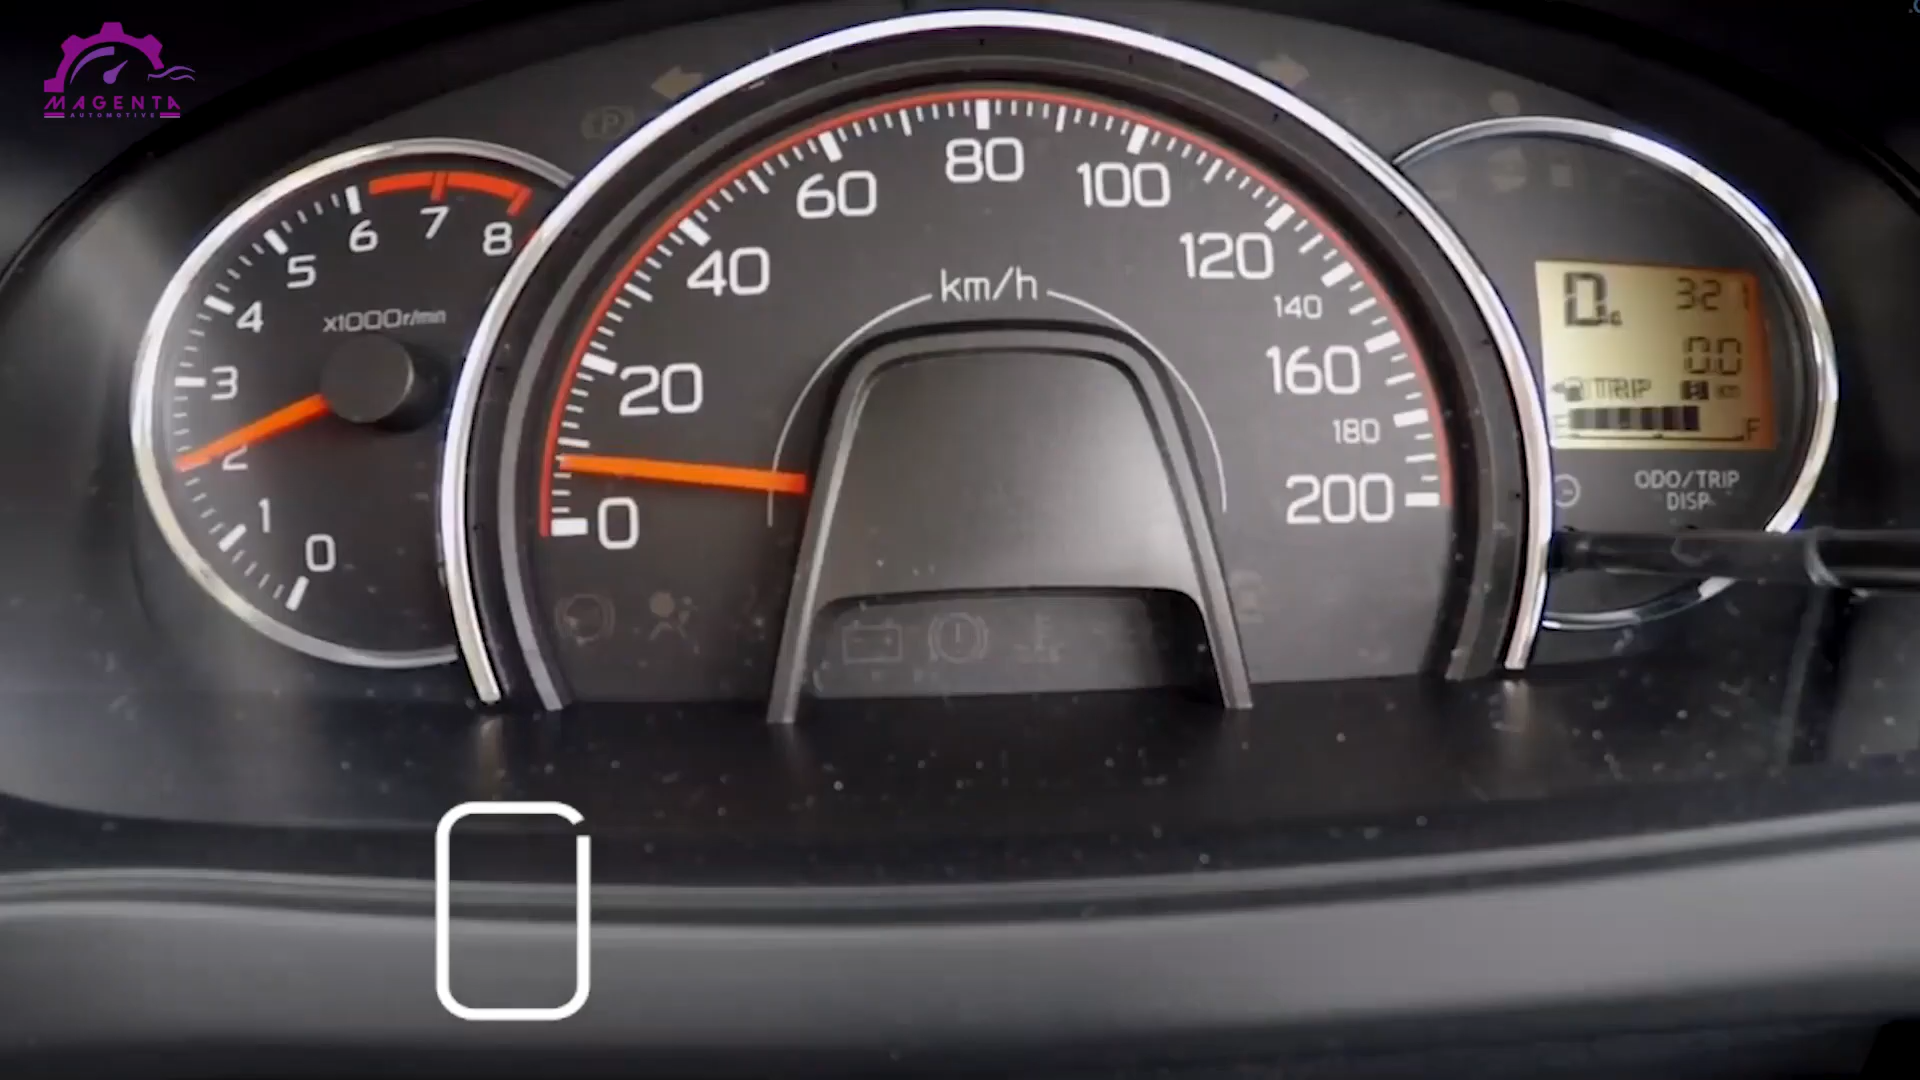 MAGENTA
AUTOMOTIVE
0
1
2
3
4
5
6
7
8
x1000r/min
0
20
40
60
80
100
120
140
160
180
200
km/h
(P)
D
321
0.0
TRIP
km
E
F
ODO/TRIP
DISP